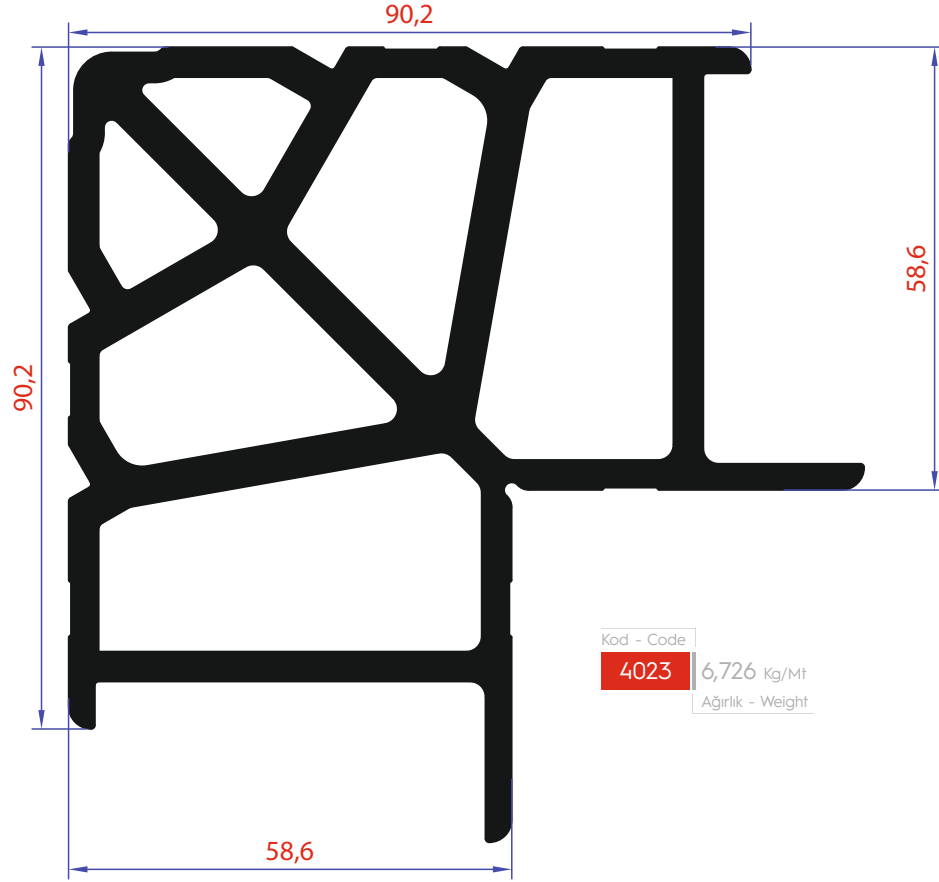 90,2
58,6
90,2
Kod - Code
4023 6,726 Kg/Mt
Ağırlık - Weight
58,6